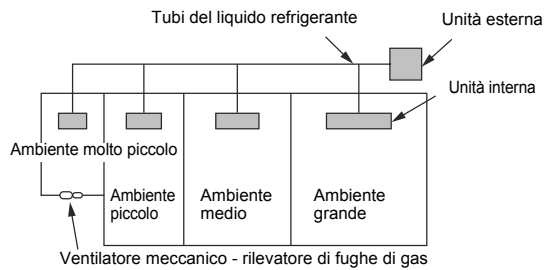 Tubi del liquido refrigerante
Unità esterna
Unità interna
Ambiente molto piccolo
Ambiente
piccolo
Ambiente
medio
Ambiente
grande
Ventilatore meccanico - rilevatore di fughe di gas